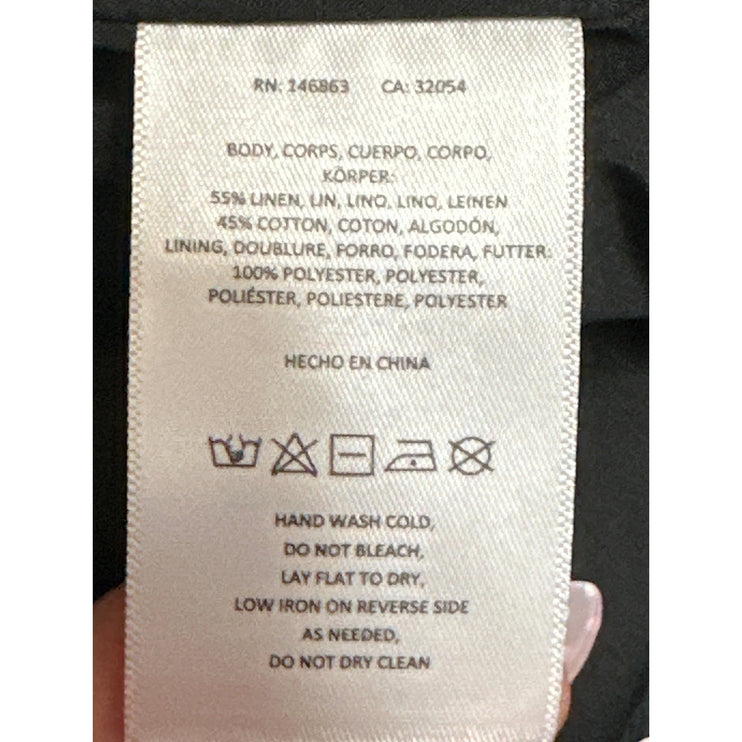 RN: 146863 CA: 32054
BODY, CORPS, CUERPO, CORPO,
KÖRPER:
55% LINEN, LIN, LINO, LINO, LEINEN
45% COTTON, COTON, ALGODÓN,
LINING, DOUBLURE, FORRO, FODERA, FUTTER:
100% POLYESTER, POLYESTER,
POLIÉSTER, POLIESTERE, POLYESTER
HECHO EN CHINA
HAND WASH COLD,
DO NOT BLEACH,
LAY FLAT TO DRY,
LOW IRON ON REVERSE SIDE
AS NEEDED,
DO NOT DRY CLEAN